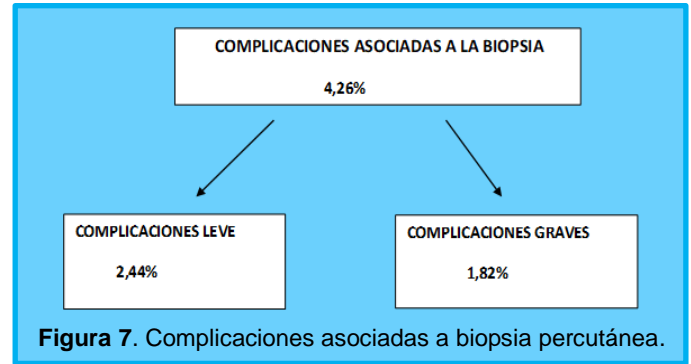 COMPLICACIONES ASOCIADAS A LA BIOPSIA
4,26%
COMPLICACIONES LEVE
2,44%
COMPLICACIONES GRAVES
1,82%
Figura 7. Complicaciones asociadas a biopsia percutánea.